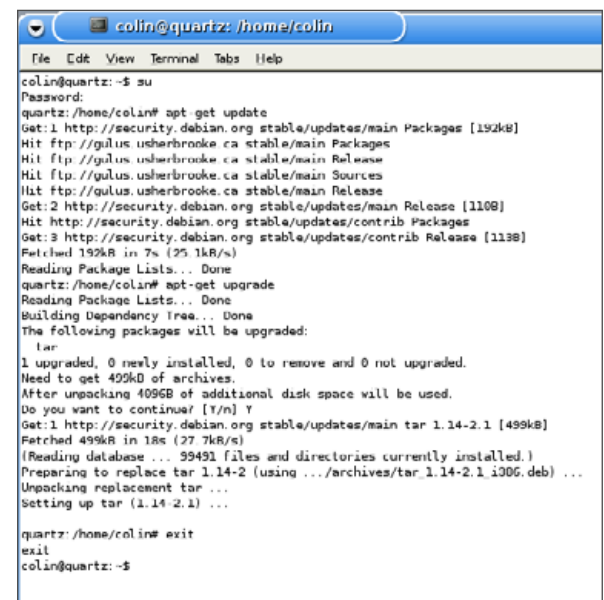 colin@quartz: /home/colin
File Edit View Terminal Tabs Help
colin@quartz:~$ su
Password:
quartz:/home/colin# apt-get update
Get:1 http://security.debian.org stable/updates/main Packages [192kB]
Hit ftp://gulus.usherbrooke.ca stable/main Packages
Hit ftp://gulus.usherbrooke.ca stable/main Release
Hit ftp://gulus.usherbrooke.ca stable/main Sources
Hit ftp://gulus.usherbrooke.ca stable/main Release
Get:2 http://security.debian.org stable/updates/main Release [110B]
Hit http://security.debian.org stable/updates/contrib Packages
Get:3 http://security.debian.org stable/updates/contrib Release [113B]
Fetched 192kB in 7s (25.1kB/s)
Reading Package Lists... Done
quartz:/home/colin# apt-get upgrade
Reading Package Lists... Done
Building Dependency Tree... Done
The following packages will be upgraded:
tar
1 upgraded, 0 newly installed, 0 to remove and 0 not upgraded.
Need to get 499kB of archives.
After unpacking 4096B of additional disk space will be used.
Do you want to continue? [Y/n] Y
Get:1 http://security.debian.org stable/updates/main tar 1.14-2.1 [499kB]
Fetched 499kB in 18s (27.7kB/s)
(Reading database ... 99491 files and directories currently installed.)
Preparing to replace tar 1.14-2 (using .../archives/tar_1.14-2.1_i386.deb) ...
Unpacking replacement tar ...
Setting up tar (1.14-2.1) ...
quartz:/home/colin# exit
exit
colin@quartz:~$